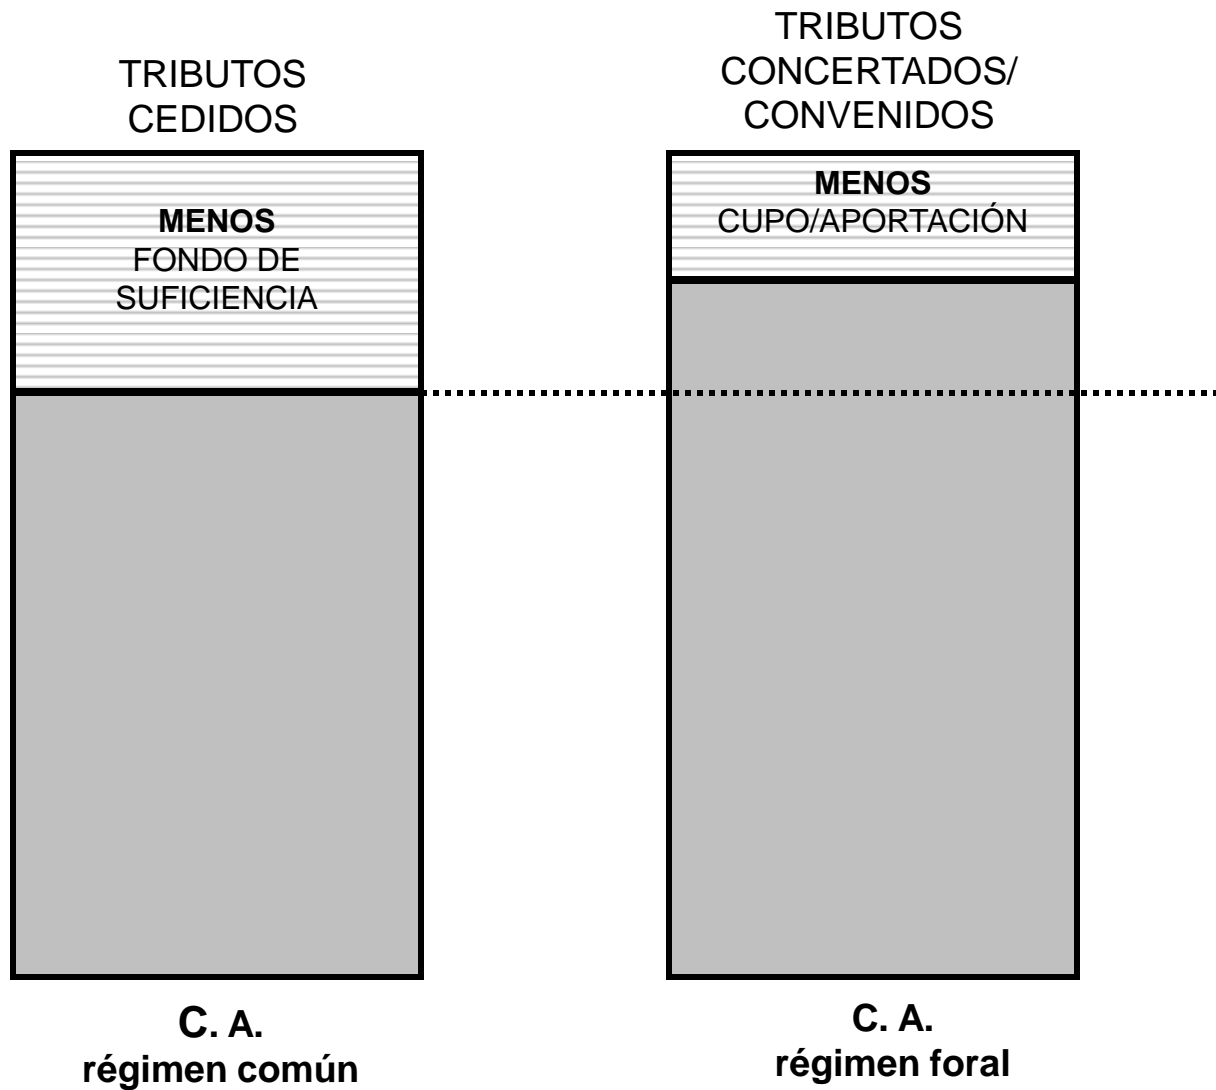 TRIBUTOS
CEDIDOS
MENOS
FONDO DE
SUFICIENCIA
C. A.
régimen común
TRIBUTOS
CONCERTADOS/
CONVENIDOS
MENOS
CUPO/APORTACIÓN
C. A.
régimen foral